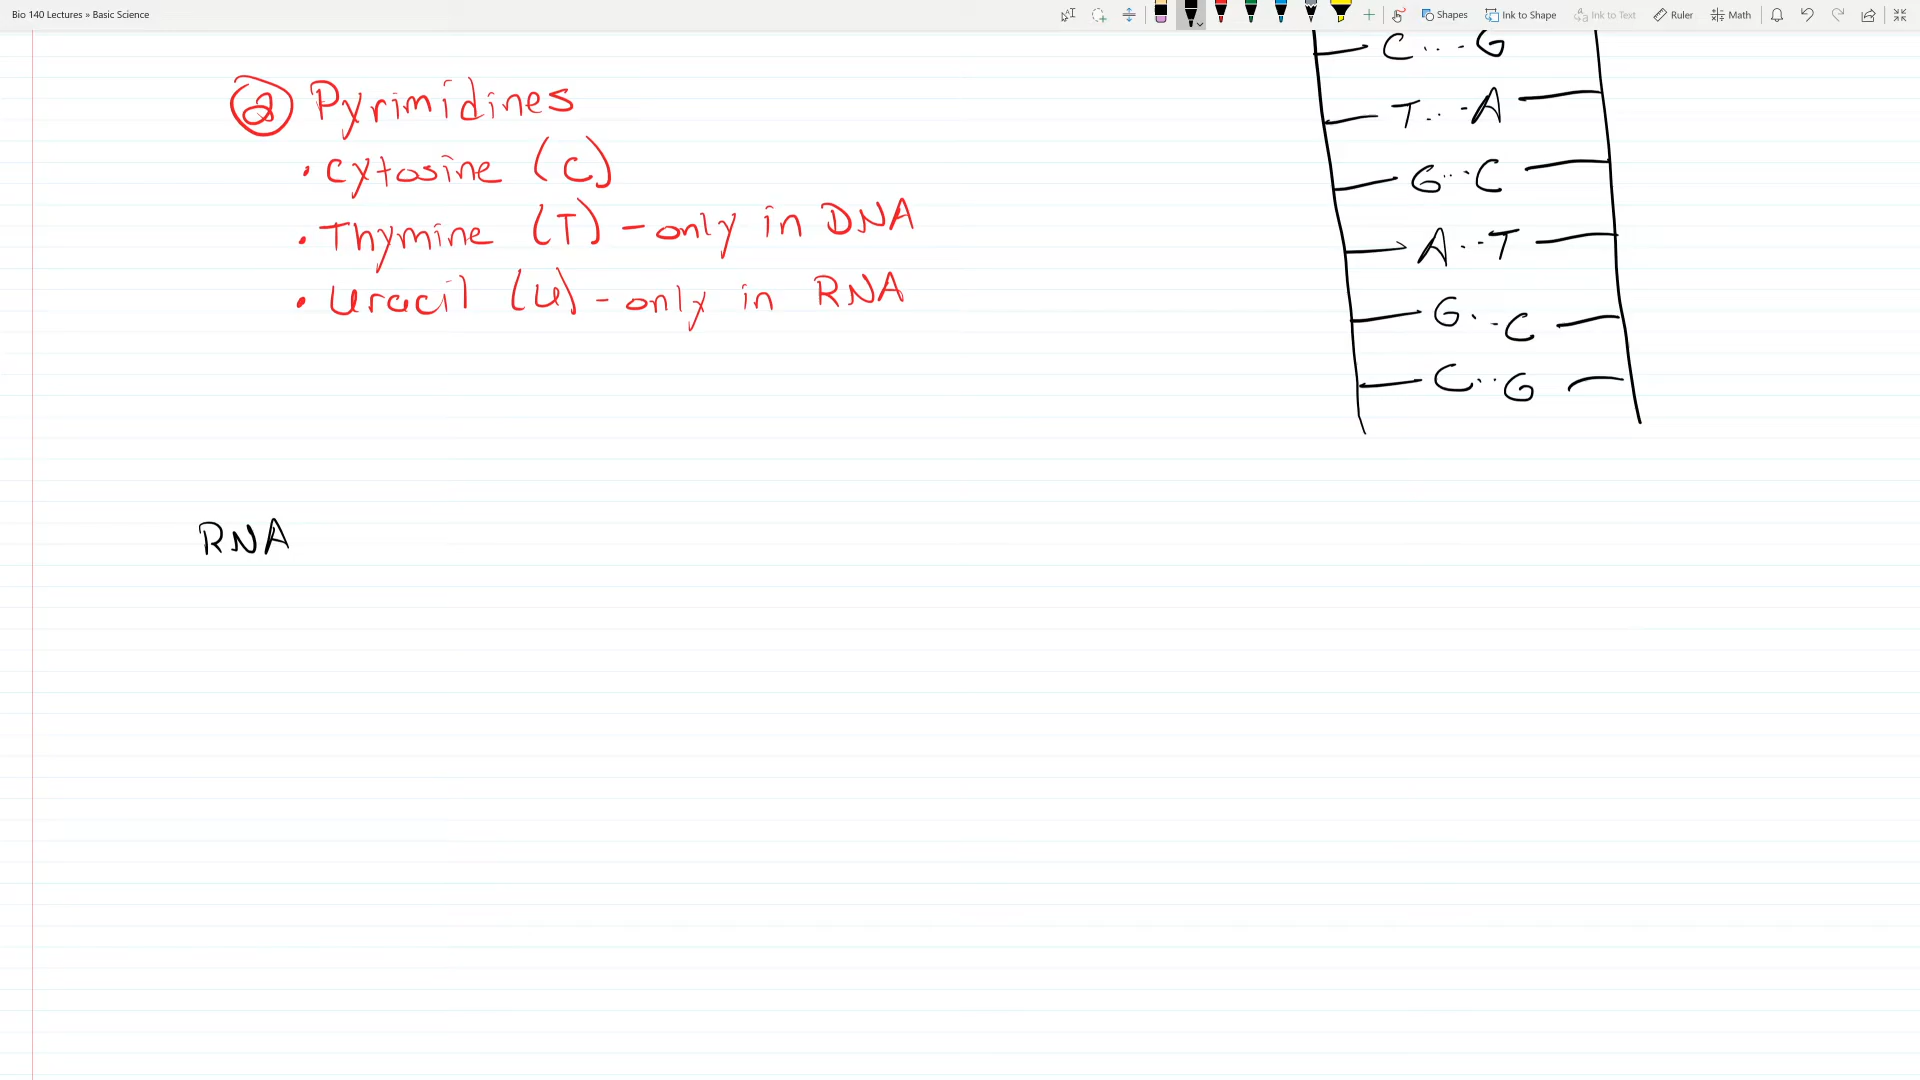 Bio 140 Lectures » Basic Science
Shapes Ink to Shape Ink to Text Ruler Math
② Pyrimidines
• Cytosine (C)
• Thymine (T) - only in DNA
• Uracil (U) - only in RNA
C....G
T...A
G...C
A...T
G...C
C...G
RNA